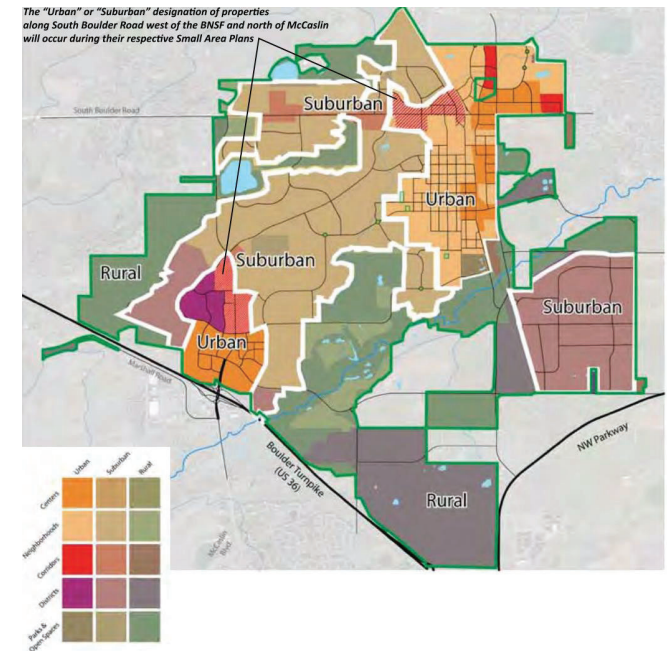 The "Urban" or "Suburban" designation of properties
along South Boulder Road west of the BNSF and north of McCaslin
will occur during their respective Small Area Plans
South Boulder Road
Suburban
Urban
Rural
Suburban
Suburban
Urban
Marshall Road
NW Parkway
Boulder Turnpike
(US 36)
Rural
McCaslin
Blvd
Urban
Suburban
Rural
Centers
Neighborhoods
Corridors
Districts
Parks &
Open Spaces